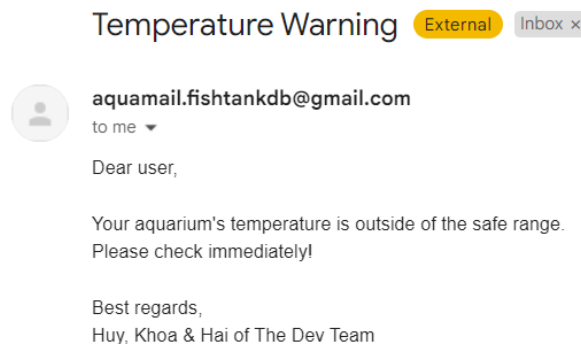 Temperature Warning External Inbox ×
aquamail.fishtankdb@gmail.com
to me
Dear user,
Your aquarium's temperature is outside of the safe range.
Please check immediately!
Best regards,
Huy, Khoa & Hai of The Dev Team